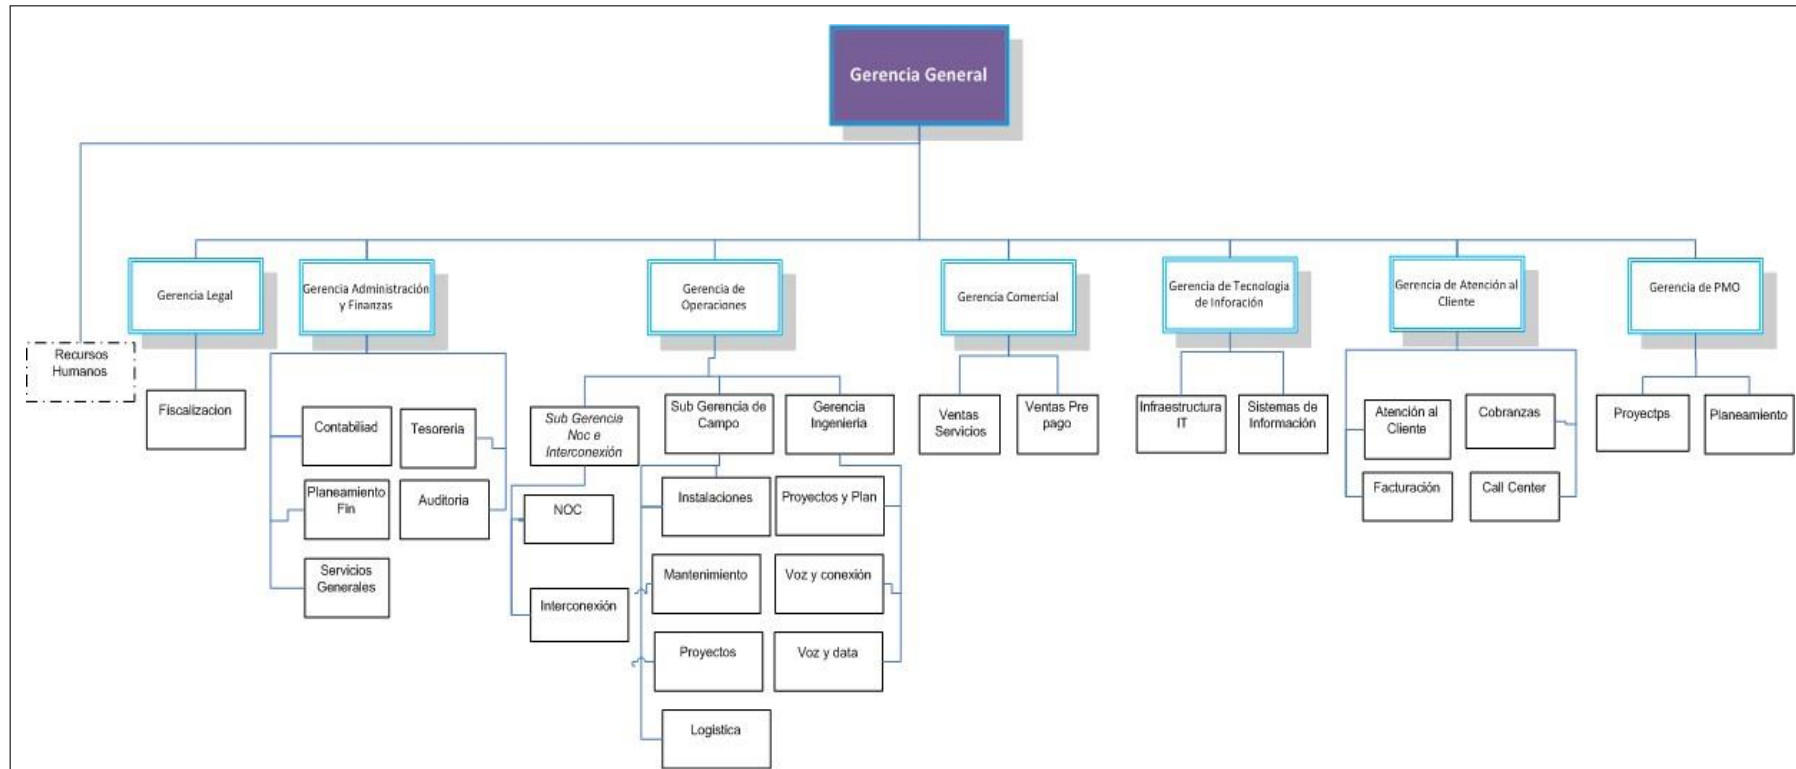 Gerencia General
Gerencia Legal
Gerencia Administración
y Finanzas
Gerencia de
Operaciones
Gerencia Comercial
Gerencia de Tecnologia
de Inforación
Gerencia de Atención al
Cliente
Gerencia de PMO
Recursos
Humanos
Fiscalizacion
Contabiliad
Tesoreria
Planeamiento
Fin
Auditoria
Servicios
Generales
Sub Gerencia
Noc e
Interconexión
Sub Gerencia de
Campo
Gerencia
Ingenieria
NOC
Interconexión
Instalaciones
Mantenimiento
Proyectos
Logistica
Proyectos y Plan
Voz y conexión
Voz y data
Ventas
Servicios
Ventas Pre
pago
Infraestructura
IT
Sistemas de
Información
Atención al
Cliente
Cobranzas
Facturación
Call Center
Proyectps
Planeamiento